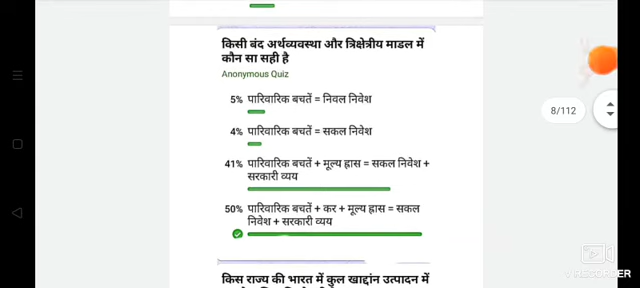 किसी बंद अर्थव्यवस्था और त्रिक्षेत्रीय माडल में
कौन सा सही है
Anonymous Quiz
5% पारिवारिक बचतें = निवल निवेश
4% पारिवारिक बचतें = सकल निवेश
41% पारिवारिक बचतें + मूल्य ह्रास = सकल निवेश +
सरकारी व्यय
8/112
50% पारिवारिक बचतें + कर + मूल्य ह्रास = सकल
निवेश + सरकारी व्यय
किस राज्य की भारत में कुल खाद्दांन उत्पादन में
RECORDER